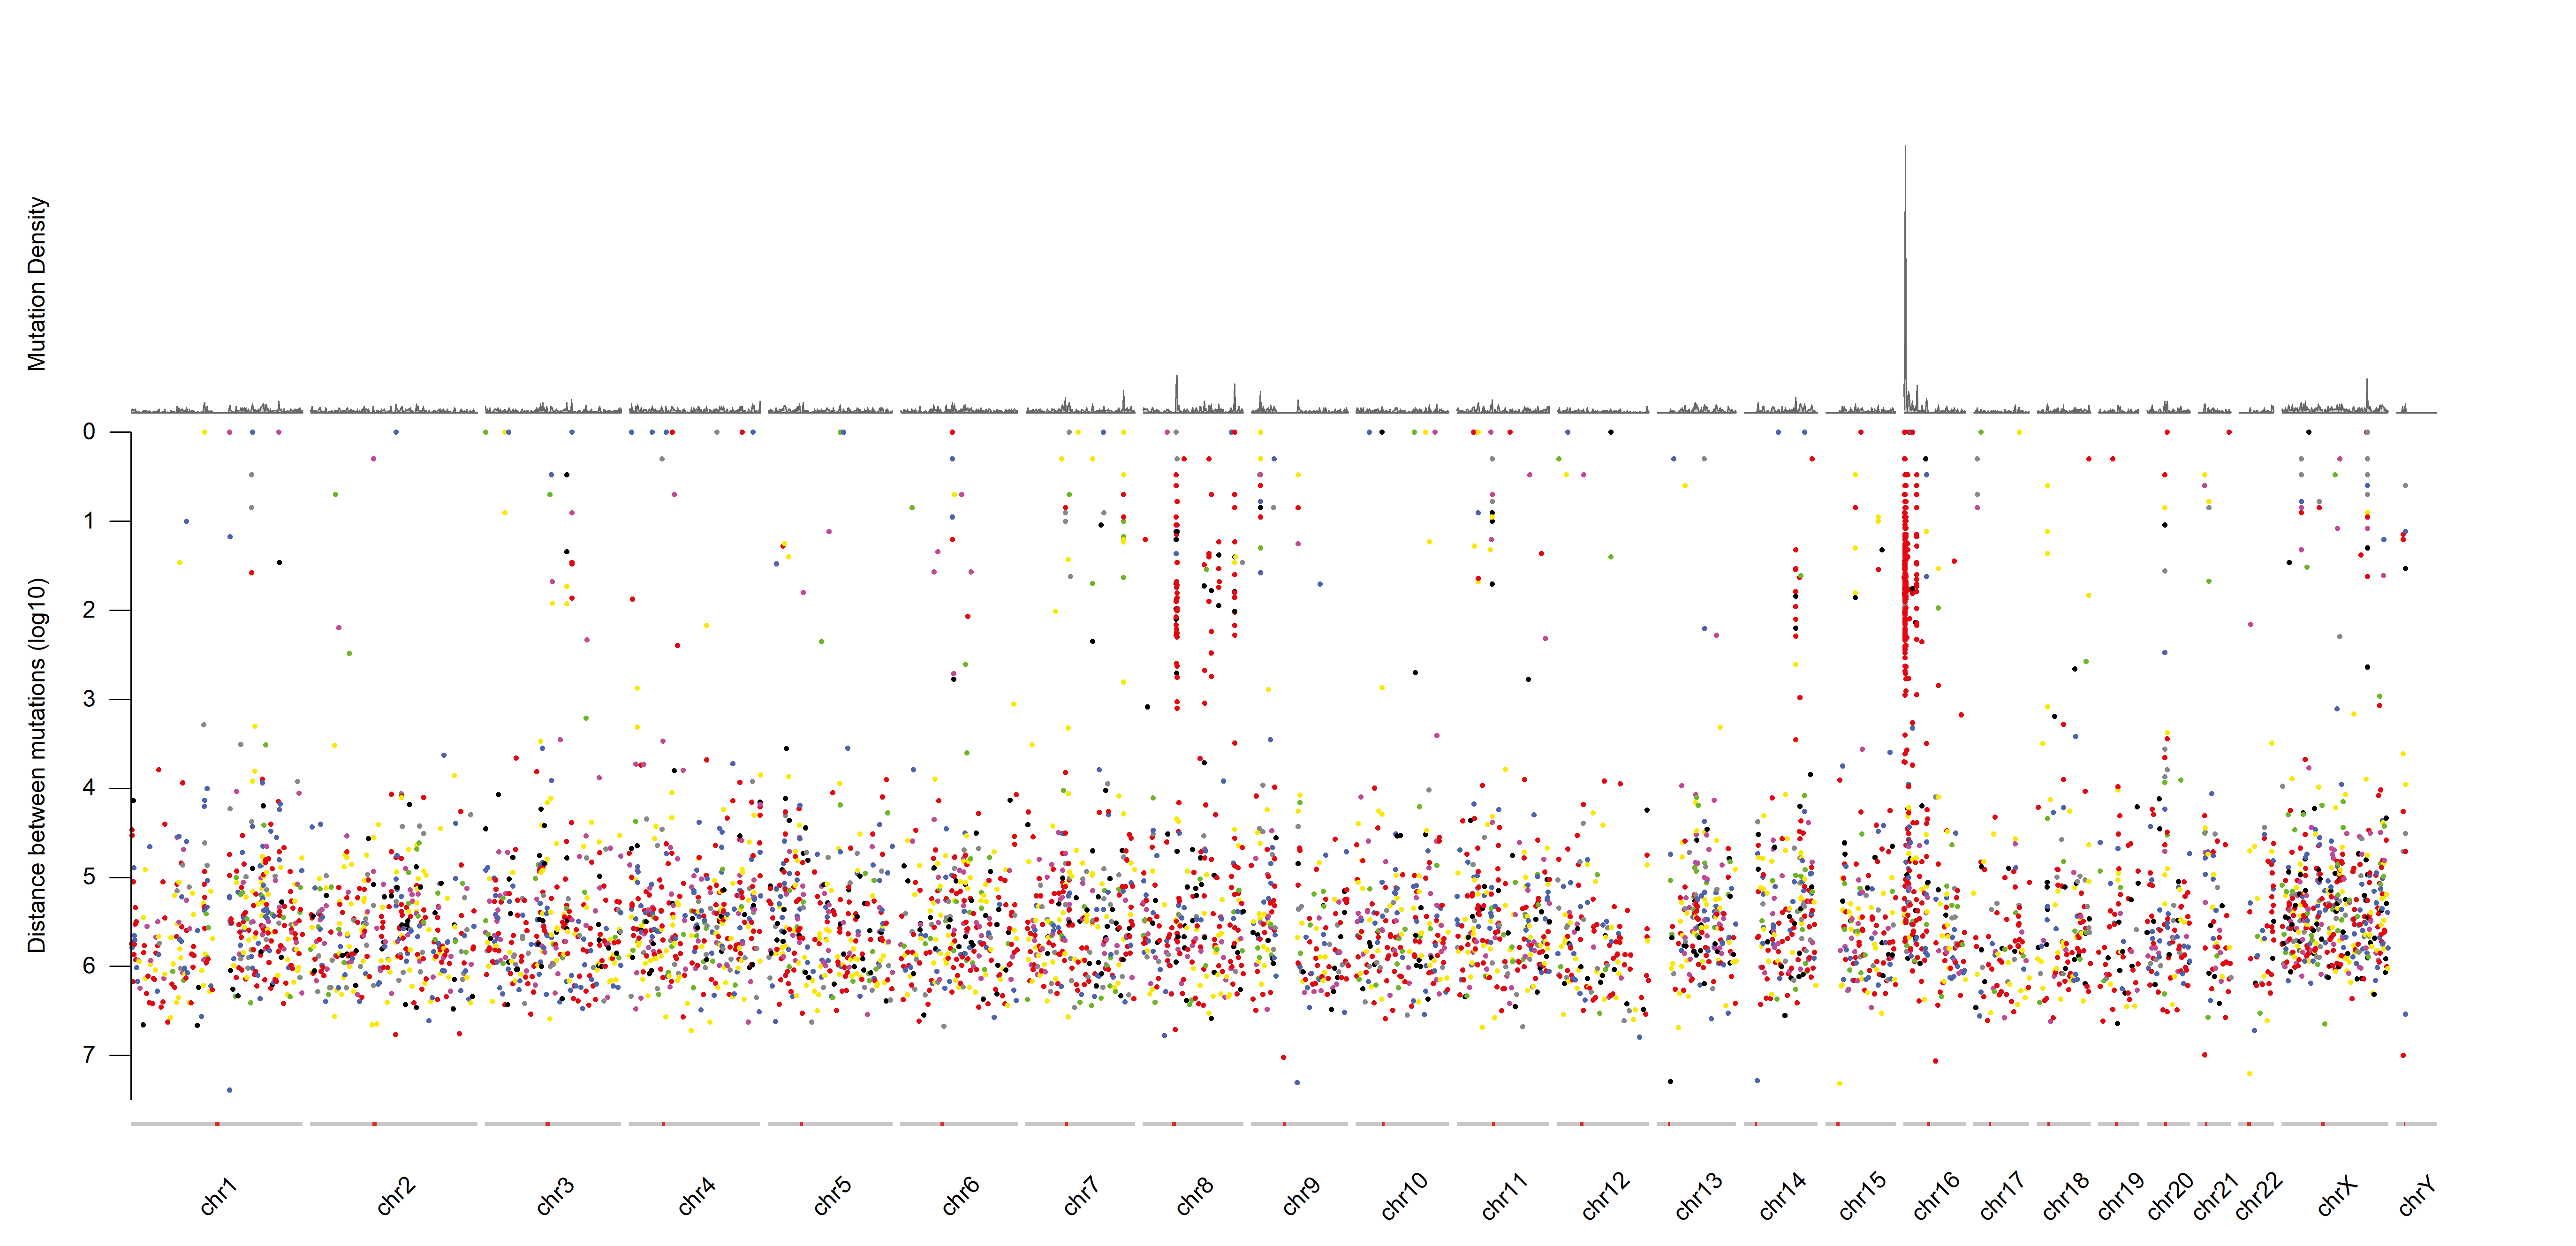 Mutation Density
Distance between mutations (log10)
0
1
2
3
4
5
6
7
chr1
chr2
chr3
chr4
chr5
chr6
chr7
chr8
chr9
chr10
chr11
chr12
chr13
chr14
chr15
chr16
chr17
chr18
chr19
chr20
chr21
chr22
chrX
chrY